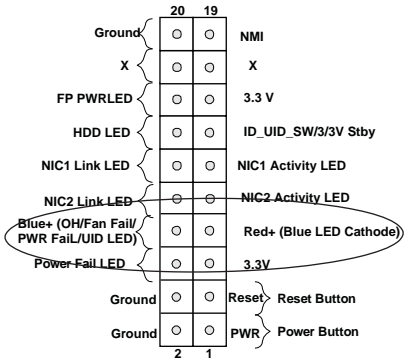 20 19
Ground NMI
X X
FP PWRLED 3.3 V
HDD LED ID_UID_SW/3/3V Stby
NIC1 Link LED NIC1 Activity LED
NIC2 Link LED NIC2 Activity LED
Blue+ (OH/Fan Fail/
PWR FaiL/UID LED) Red+ (Blue LED Cathode)
Power Fail LED 3.3V
Ground Reset Reset Button
Ground PWR Power Button
2 1